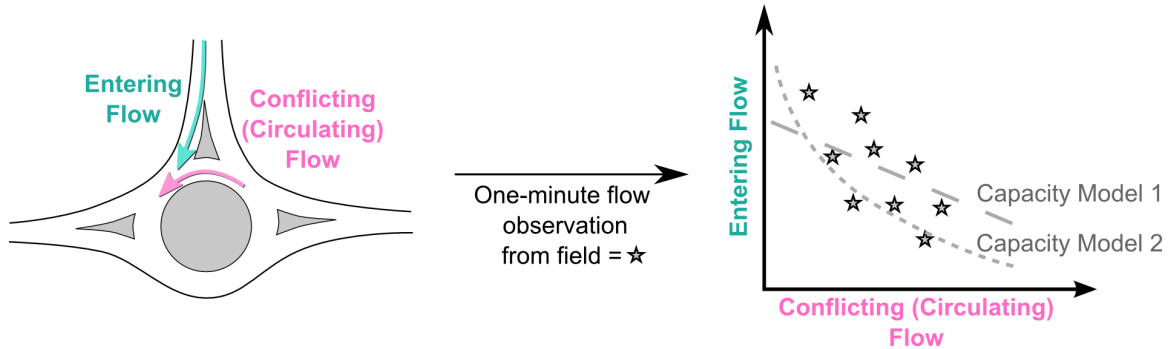 Entering
Flow
Conflicting
(Circulating)
Flow
One-minute flow
observation
from field =
Entering Flow
Capacity Model 1
Capacity Model 2
Conflicting (Circulating)
Flow